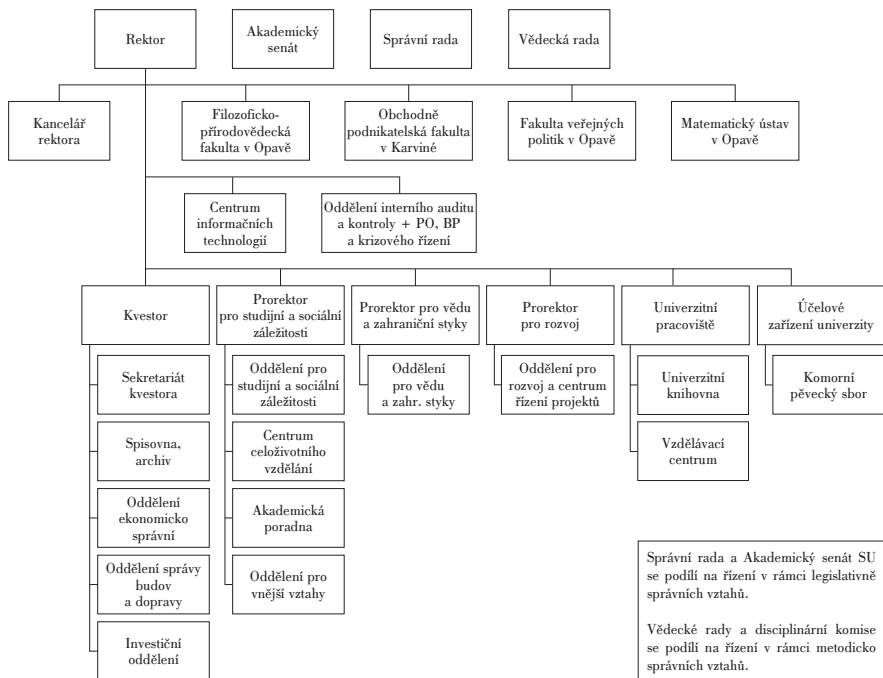 Rektor
Akademický
senát
Správní rada
Vědecká rada
Kancelář
rektora
Filozoficko-
přírodovědecká
fakulta v Opavě
Obchodně
podnikatelská fakulta
v Karviné
Fakulta veřejných
politik v Opavě
Matematický ústav
v Opavě
Centrum
informačních
technologií
Oddělení interního auditu
a kontroly + PO, BP
a krizového řízení
Kvestor
Prorektor
pro studijní a sociální
záležitosti
Prorektor pro vědu
a zahraniční styky
Prorektor
pro rozvoj
Univerzitní
pracoviště
Účelové
zařízení univerzity
Sekretariát
kvestora
Oddělení pro
studijní a sociální
záležitosti
Oddělení
pro vědu
a zahr. styky
Oddělení pro
rozvoj a centrum
řízení projektů
Univerzitní
knihovna
Komorní
pěvecký sbor
Spisovna,
archiv
Centrum
celoživotního
vzdělání
Vzdělávací
centrum
Oddělení
ekonomicko
správní
Akademická
poradna
Oddělení správy
budov
a dopravy
Oddělení pro
vnější vztahy
Investiční
oddělení
Správní rada a Akademický senát SU
se podílí na řízení v rámci legislativně
správních vztahů.
Vědecké rady a disciplinární komise
se podílí na řízení v rámci metodicko
správních vztahů.